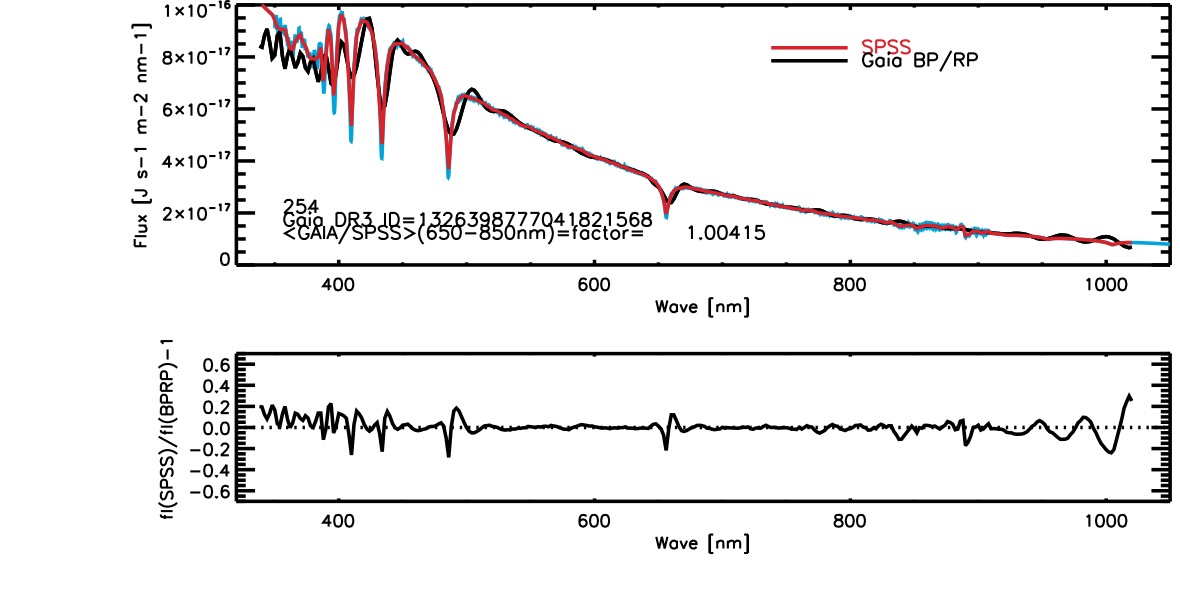 1×10⁻¹⁶
8×10⁻¹⁷
6×10⁻¹⁷
4×10⁻¹⁷
2×10⁻¹⁷
0
Flux [J s−1 m−2 nm−1]
SPSS
Gaia BP/RP
254
Gaia DR3 ID=1326398777041821568
<GAIA/SPSS>(650−850nm)=factor= 1.00415
400 600 800 1000
Wave [nm]
fl(SPSS)/fl(BPRP)−1
0.6
0.4
0.2
0.0
−0.2
−0.4
−0.6
400 600 800 1000
Wave [nm]